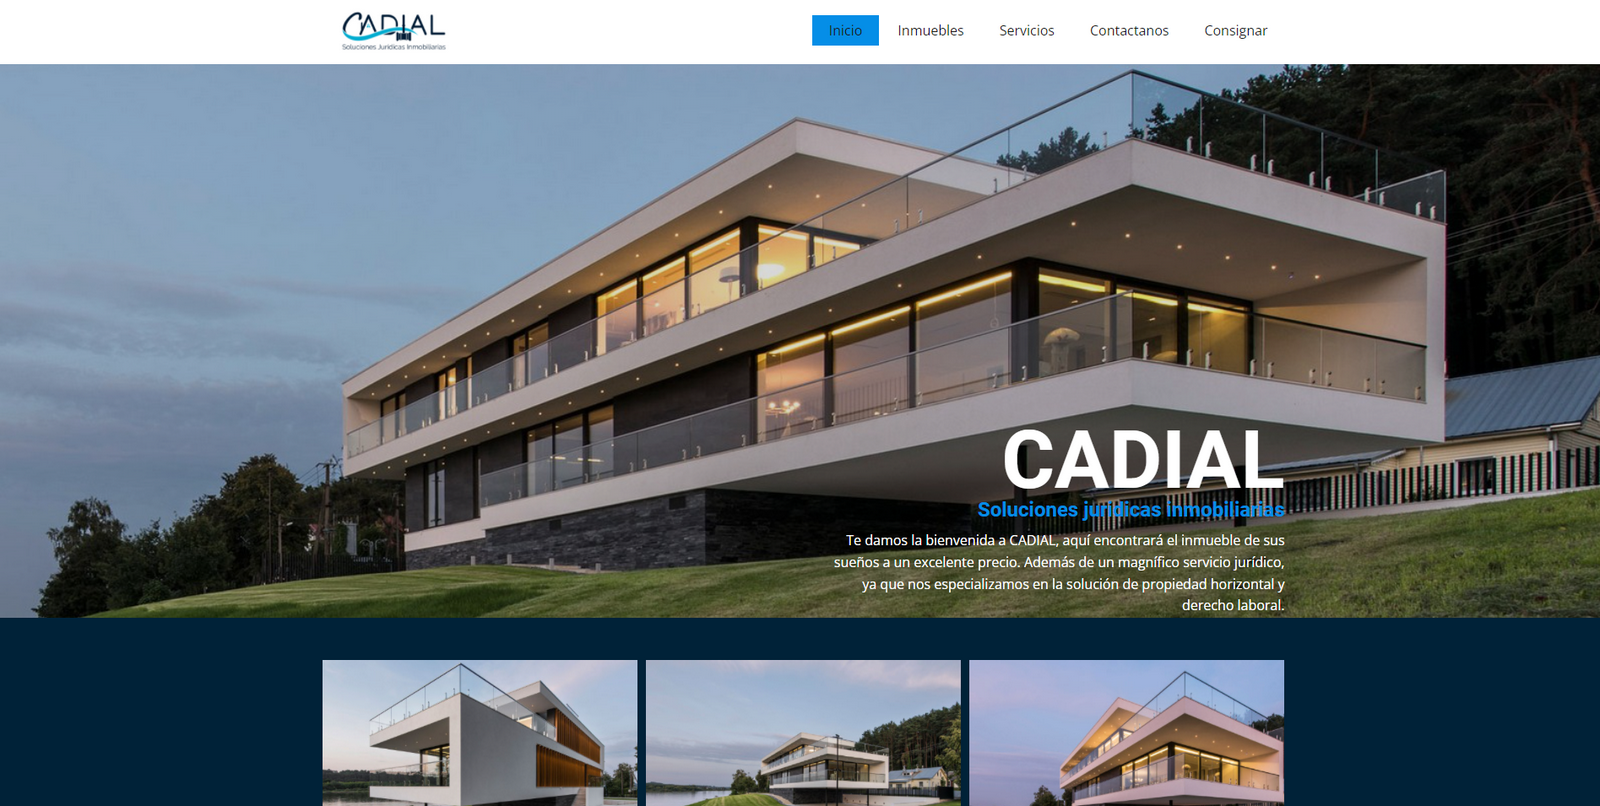 CADIAL
Soluciones Jurídicas Inmobiliarias
Inicio
Inmuebles
Servicios
Contactanos
Consignar
CADIAL
Soluciones jurídicas inmobiliarias
Te damos la bienvenida a CADIAL, aquí encontrará el inmueble de sus
sueños a un excelente precio. Además de un magnífico servicio jurídico,
ya que nos especializamos en la solución de propiedad horizontal y
derecho laboral.